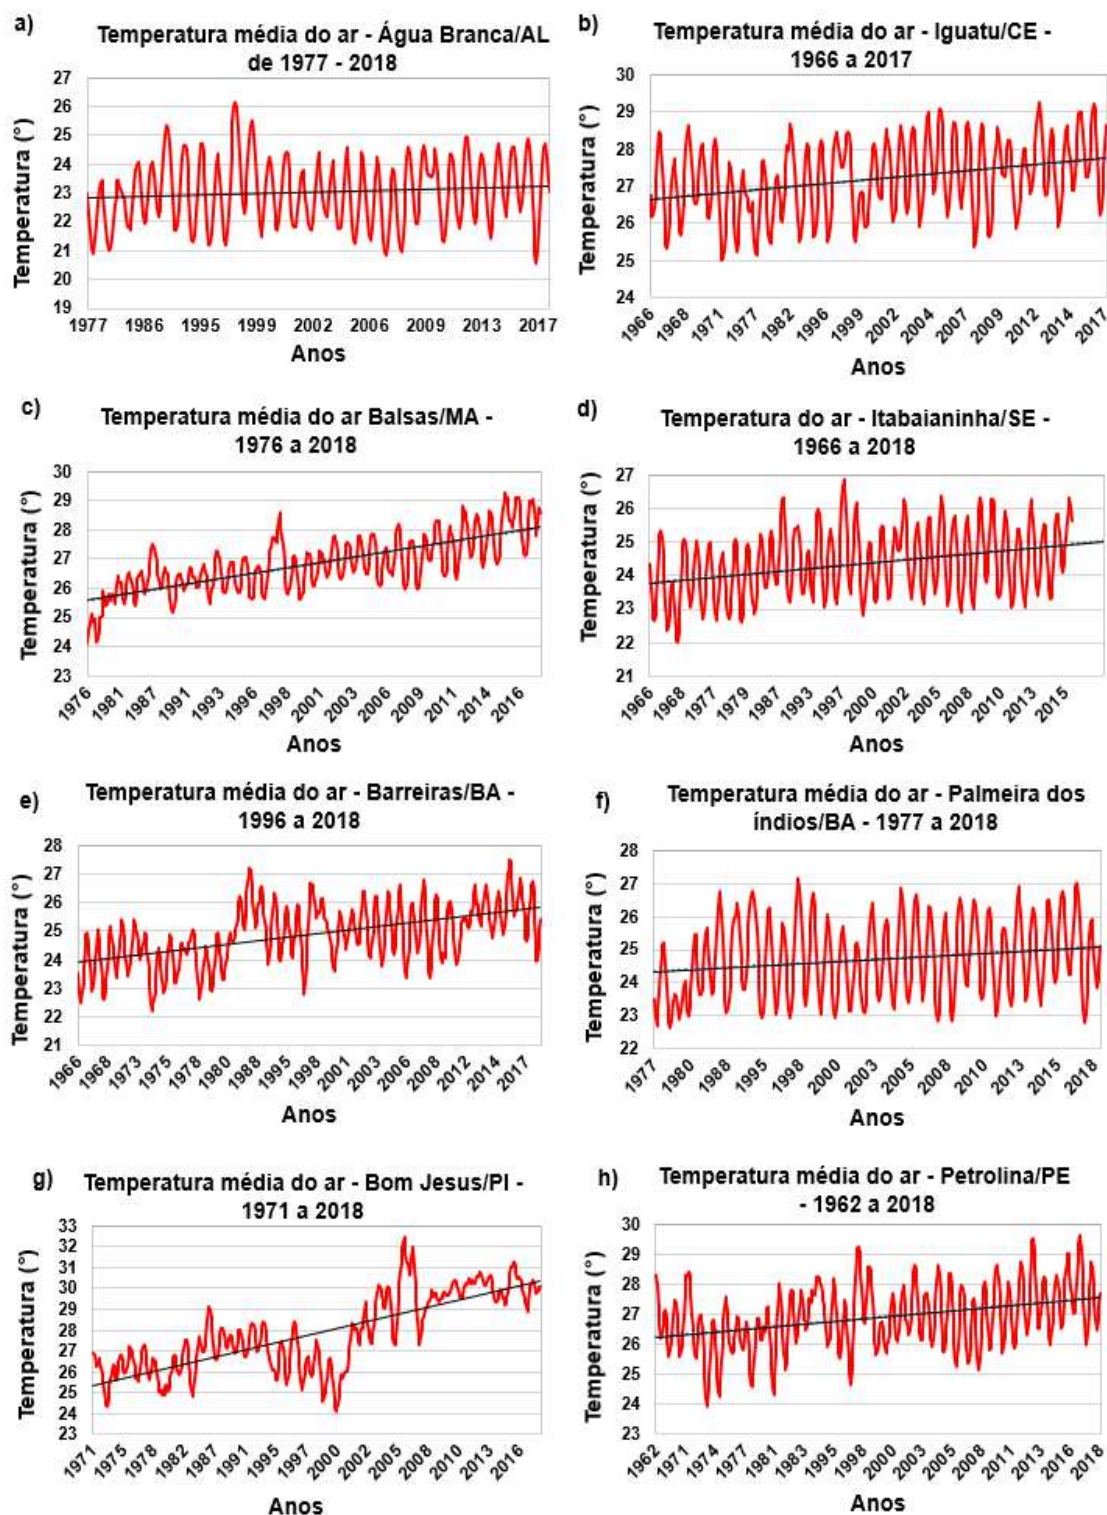 a)
Temperatura média do ar - Água Branca/AL
de 1977 - 2018
Temperatura (°)
27
26
25
24
23
22
21
20
19
1977 1986 1995 1999 2002 2006 2009 2013 2017
Anos
b)
Temperatura média do ar - Iguatu/CE -
1966 a 2017
Temperatura (°)
30
29
28
27
26
25
24
1966 1968 1971 1977 1982 1996 1999 2002 2004 2007 2009 2012 2014 2017
Anos
c)
Temperatura média do ar Balsas/MA -
1976 a 2018
Temperatura (°)
30
29
28
27
26
25
24
23
1976 1981 1987 1991 1993 1996 1998 2001 2003 2006 2009 2011 2014 2016
Anos
d)
Temperatura do ar - Itabaianinha/SE -
1966 a 2018
Temperatura (°)
27
26
25
24
23
22
21
1966 1968 1977 1979 1987 1993 1997 2000 2002 2005 2008 2010 2013 2015
Anos
e)
Temperatura média do ar - Barreiras/BA -
1996 a 2018
Temperatura (°)
28
27
26
25
24
23
22
21
1966 1968 1973 1975 1978 1980 1988 1995 1998 2001 2003 2006 2008 2012 2014 2017
Anos
f)
Temperatura média do ar - Palmeira dos
índios/BA - 1977 a 2018
Temperatura (°)
28
27
26
25
24
23
22
1977 1980 1988 1995 1998 2000 2003 2005 2008 2010 2013 2015 2018
Anos
g)
Temperatura média do ar - Bom Jesus/PI -
1971 a 2018
Temperatura (°)
33
32
31
30
29
28
27
26
25
24
23
1971 1975 1978 1982 1987 1991 1995 1997 2000 2002 2005 2008 2010 2013 2016
Anos
h)
Temperatura média do ar - Petrolina/PE
- 1962 a 2018
Temperatura (°)
30
29
28
27
26
25
24
23
1962 1971 1974 1977 1981 1983 1995 1998 2001 2003 2006 2008 2011 2013 2016 2018
Anos